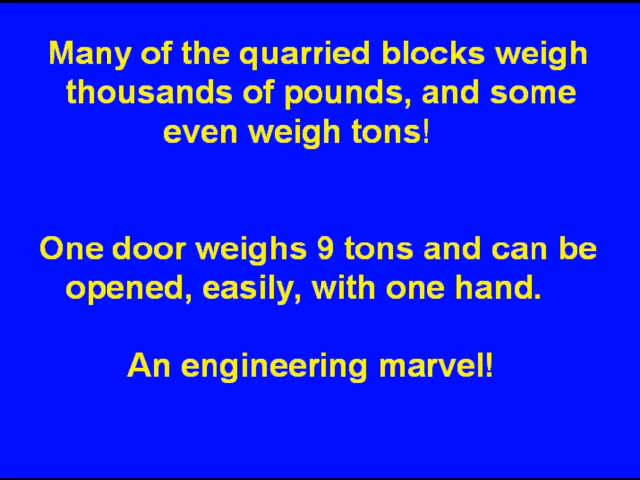 Many of the quarried blocks weigh
thousands of pounds, and some
even weigh tons!
One door weighs 9 tons and can be
opened, easily, with one hand.
An engineering marvel!